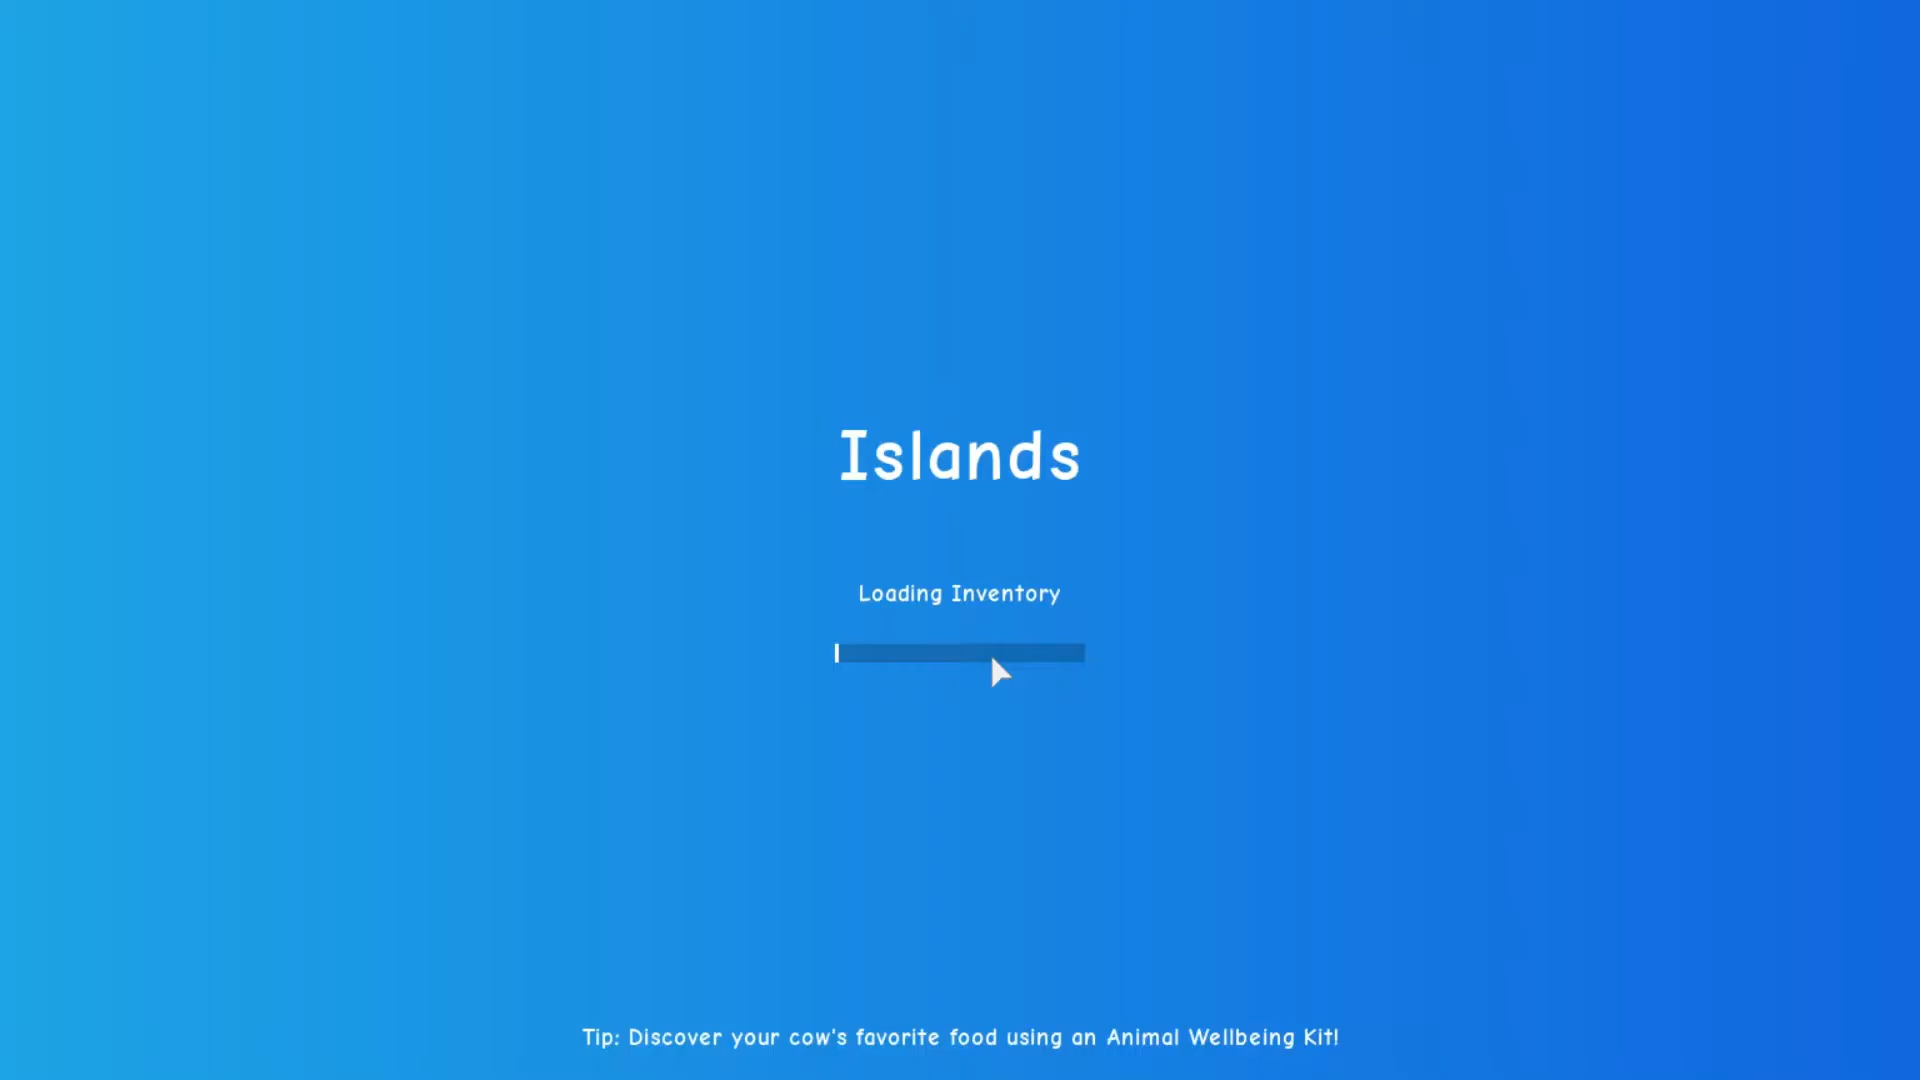 Islands
Loading Inventory
Tip: Discover your cow's favorite food using an Animal Wellbeing Kit!